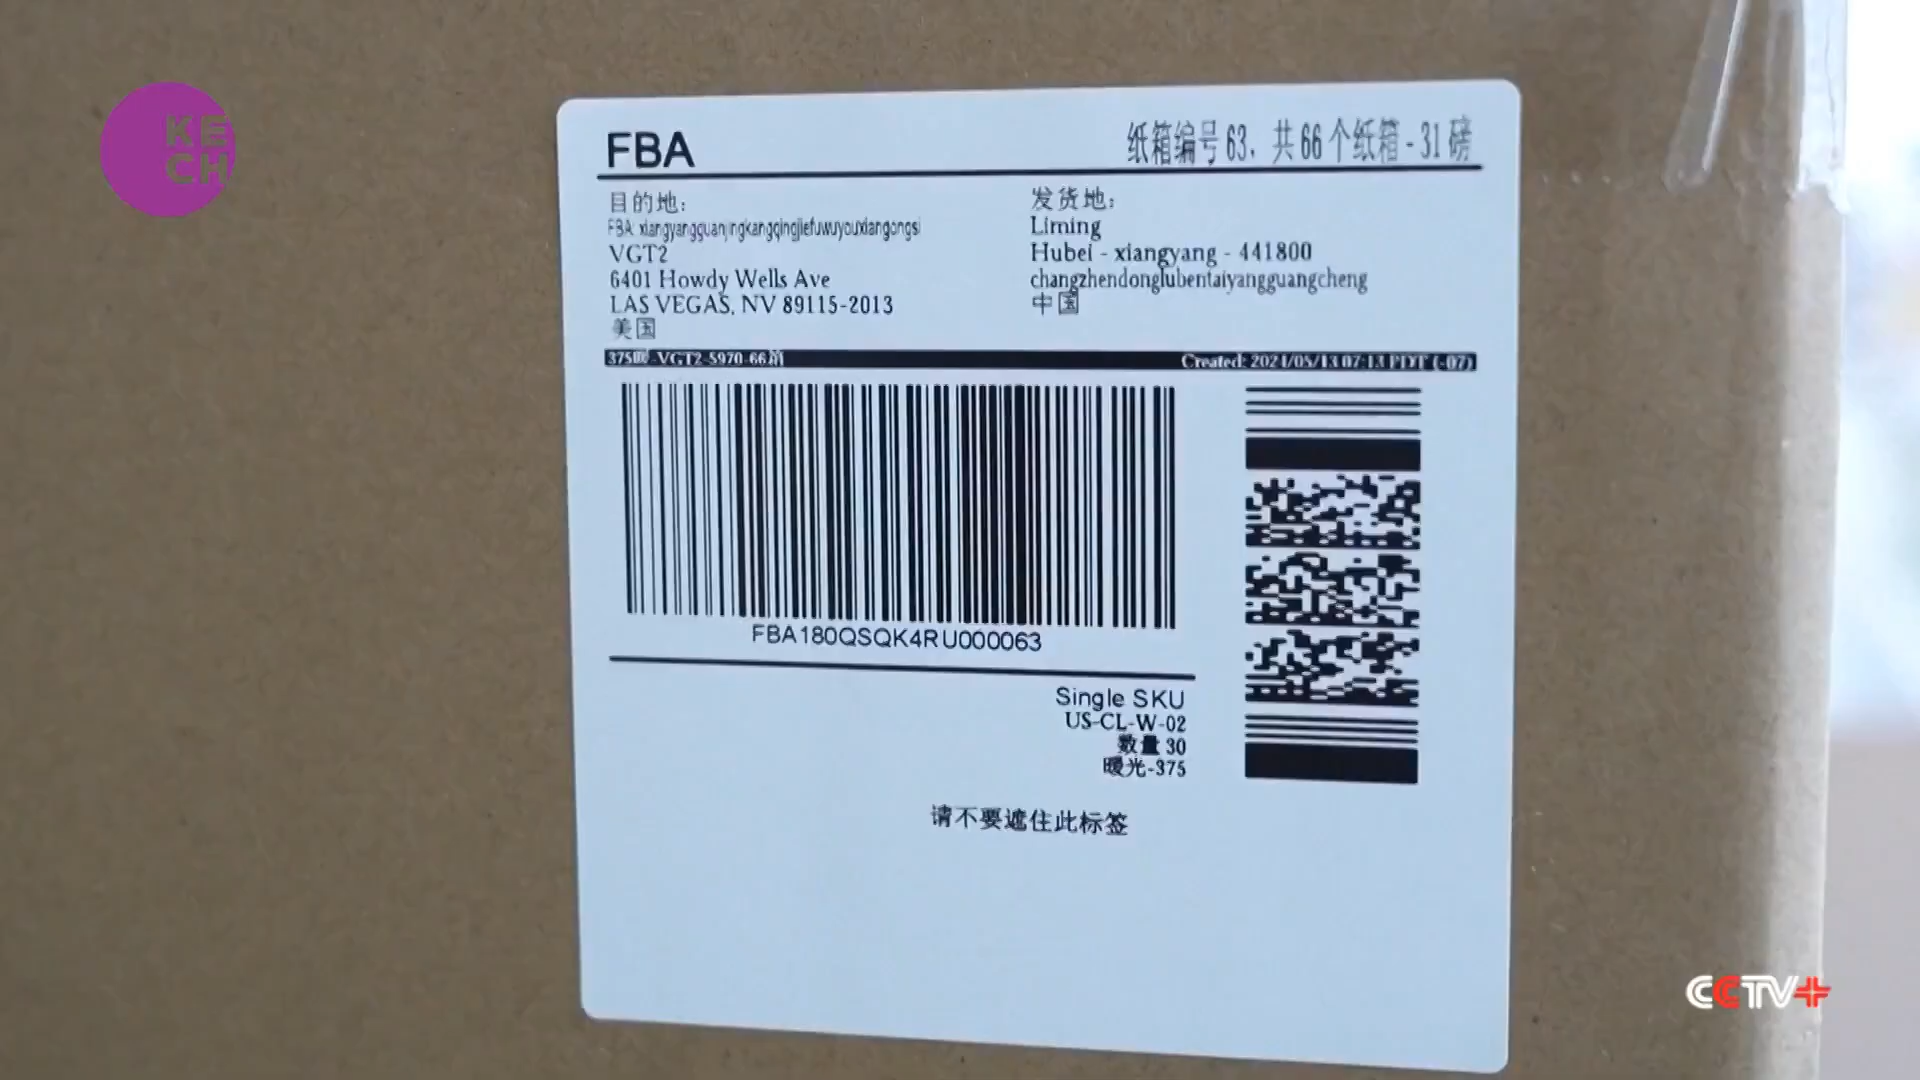 KE
CH
FBA
纸箱编号 63，共 66 个纸箱 - 31 磅
目的地：
FBA: xiangyangguanjingkangqingjiefuwuyouxiangongsi
VGT2
6401 Howdy Wells Ave
LAS VEGAS, NV 89115-2013
美国
发货地：
Liming
Hubei - xiangyang - 441800
changzhendonglubentaiyangguangcheng
中国
-VGT2-5970-66箱
Created: 2024/05/13 07:13 PDT (-07)
FBA180QSQK4RU000063
Single SKU
US-CL-W-02
数量 30
暖光-375
请不要遮住此标签
CCTV+